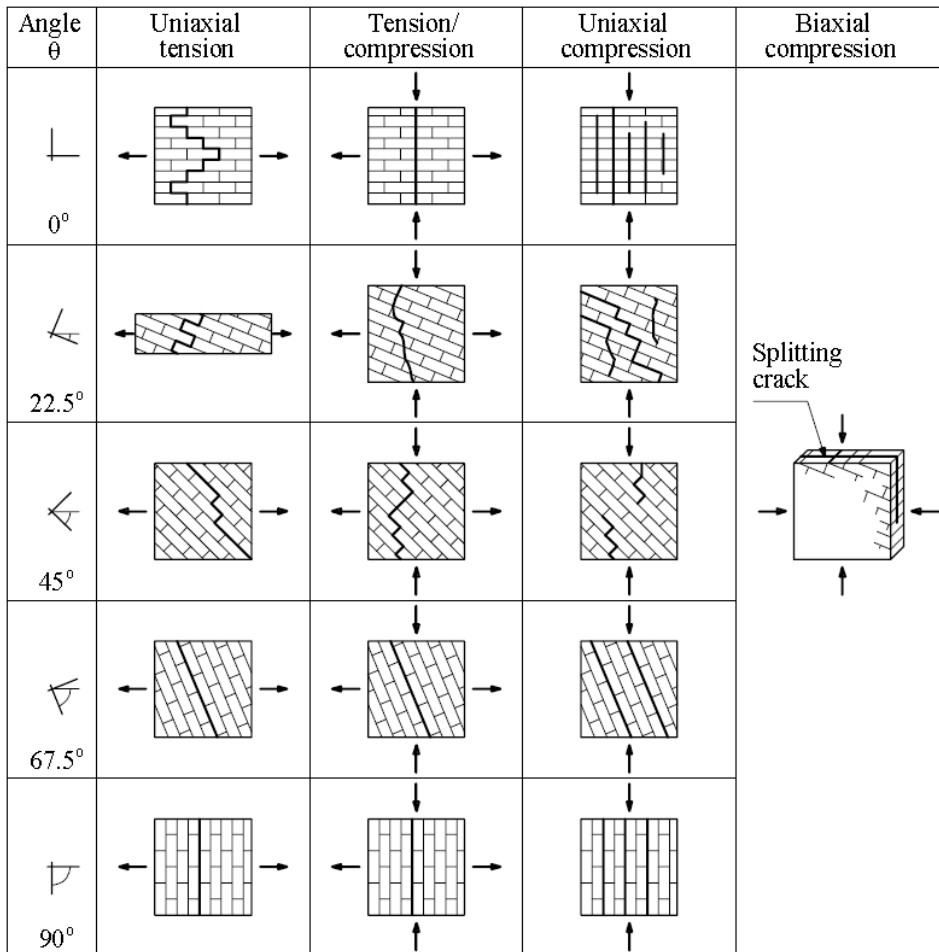 Angle
θ
Uniaxial
tension
Tension/
compression
Uniaxial
compression
Biaxial
compression
0°
22.5°
Splitting
crack
45°
67.5°
90°